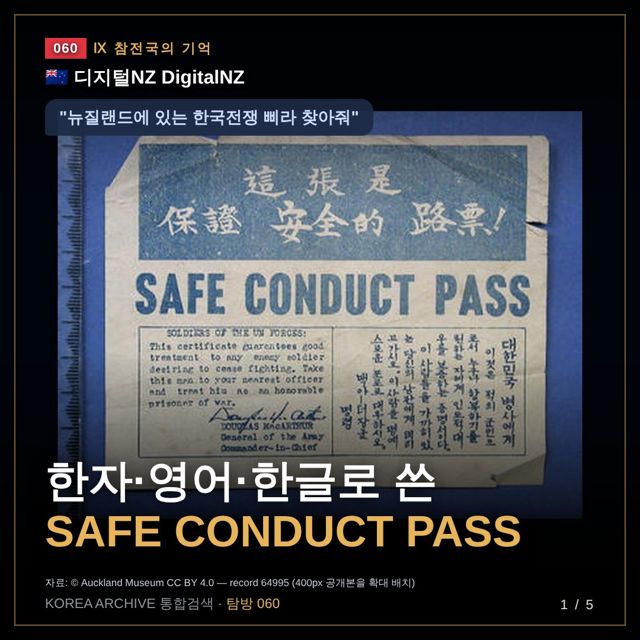 060 IX 참전국의 기억
디지털NZ DigitalNZ
"뉴질랜드에 있는 한국전쟁 삐라 찾아줘"
這張是
保證 安全的 路票!
SAFE CONDUCT PASS
SOLDIERS OF THE UN FORCES:
This certificate guarantees good
treatment to any enemy soldier
desiring to cease fighting. Take
this man to your nearest officer
and treat him as an honorable
prisoner of war.
DOUGLAS MacARTHUR
General of the Army
Commander-in-Chief
대한민국 병사에게
한자·영어·한글로 쓴
SAFE CONDUCT PASS
자료: © Auckland Museum CC BY 4.0 — record 64995 (400px 공개본을 확대 배치)
KOREA ARCHIVE 통합검색 · 탐방 060
1 / 5